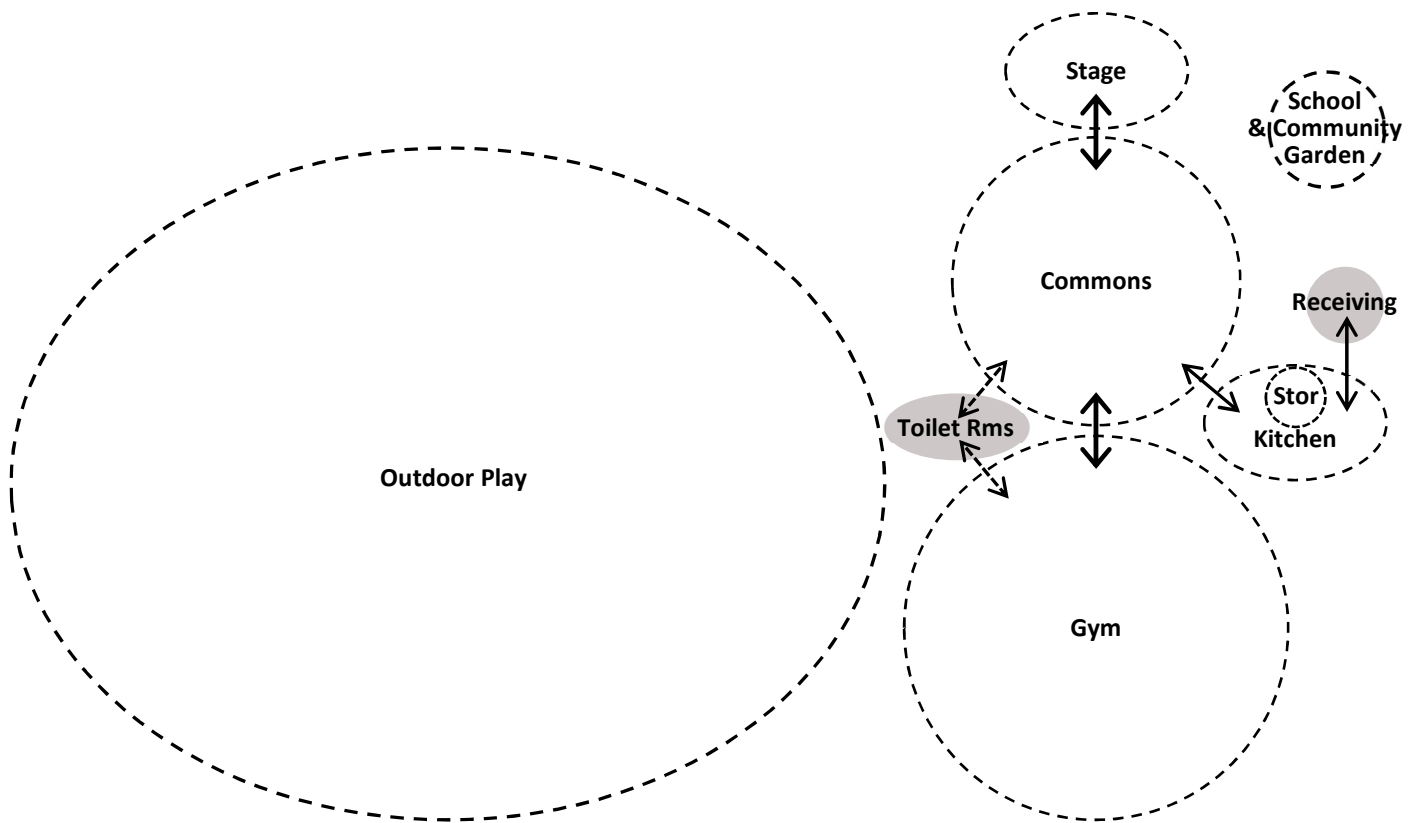 Stage
School
& Community
Garden
Commons
Receiving
Stor
Toilet Rms
Kitchen
Outdoor Play
Gym